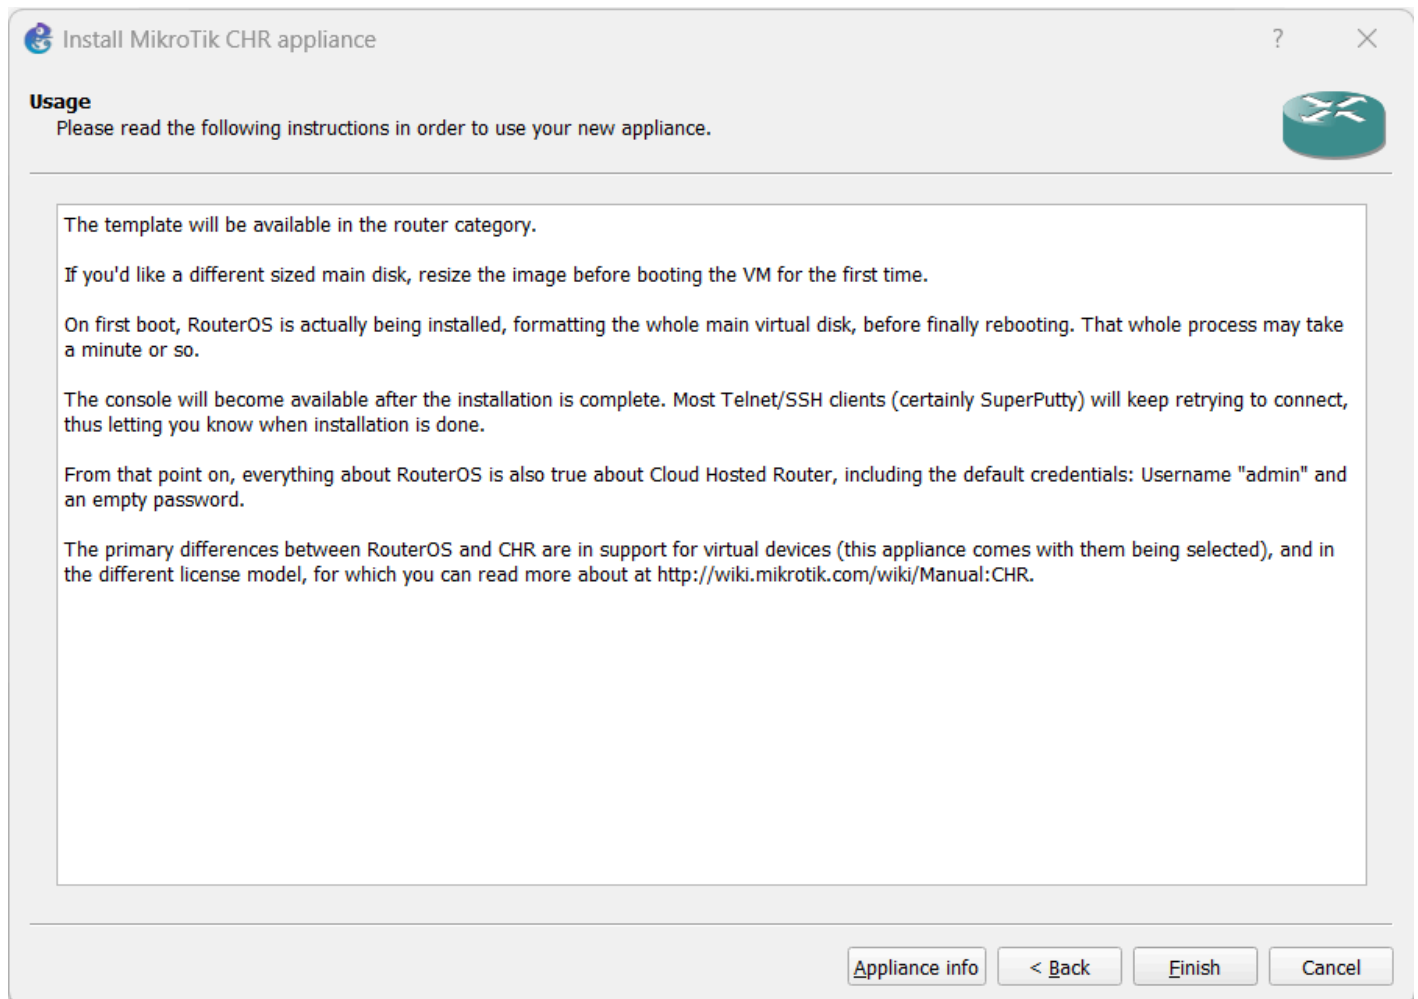 Install MikroTik CHR appliance
?
Usage
Please read the following instructions in order to use your new appliance.
The template will be available in the router category.
If you'd like a different sized main disk, resize the image before booting the VM for the first time.
On first boot, RouterOS is actually being installed, formatting the whole main virtual disk, before finally rebooting. That whole process may take
a minute or so.
The console will become available after the installation is complete. Most Telnet/SSH clients (certainly SuperPutty) will keep retrying to connect,
thus letting you know when installation is done.
From that point on, everything about RouterOS is also true about Cloud Hosted Router, including the default credentials: Username "admin" and
an empty password.
The primary differences between RouterOS and CHR are in support for virtual devices (this appliance comes with them being selected), and in
the different license model, for which you can read more about at http://wiki.mikrotik.com/wiki/Manual:CHR.
Appliance info
< Back
Finish
Cancel